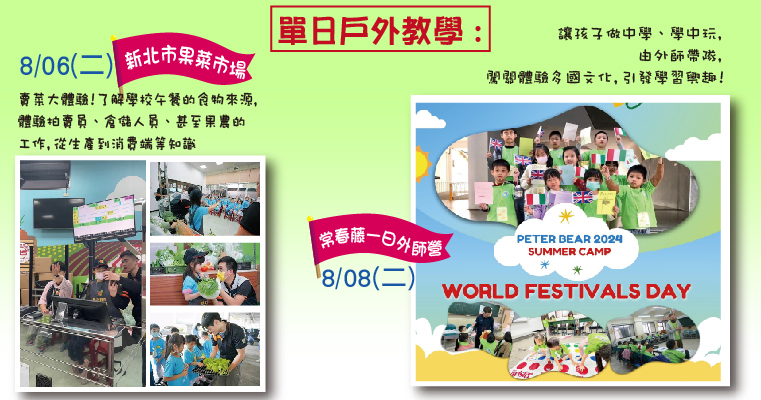 單日戶外教學：
8/06(二)
新北市果菜市場
賣菜大體驗！了解學校午餐的食物來源，
體驗拍賣員、倉儲人員、甚至果農的
工作，從生產到消費端等知識
讓孩子做中學、學中玩，
由外師帶隊，
闖關體驗多國文化，引發學習興趣！
常春藤一日外師營
8/08(二)
PETER BEAR 2024
SUMMER CAMP
WORLD FESTIVALS DAY